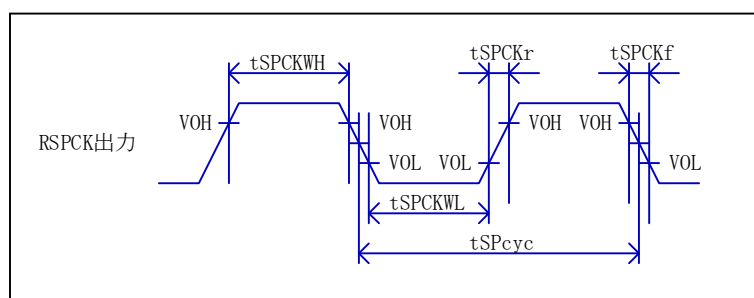 tSPCKWH
tSPCKr
tSPCKf
VOH
VOH
VOH
VOH
RSPCK出力
VOL
VOL
VOL
tSPCKWL
tSPcyc